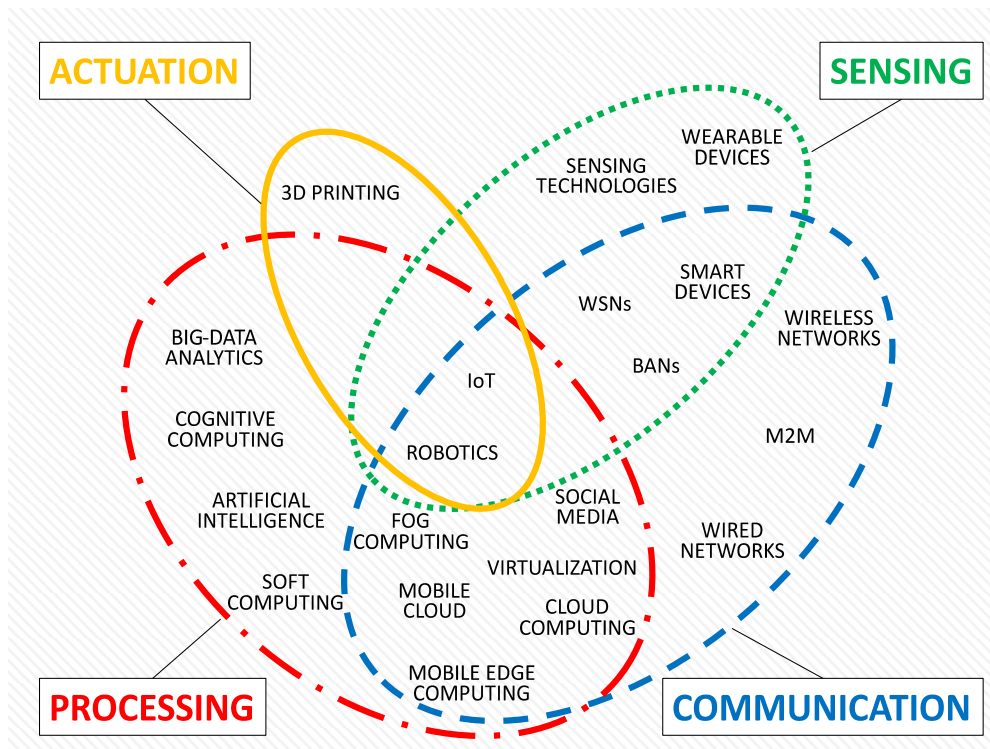 ACTUATION
SENSING
WEARABLE
DEVICES
SENSING
TECHNOLOGIES
3D PRINTING
SMART
DEVICES
WSNs
WIRELESS
NETWORKS
BIG-DATA
ANALYTICS
BANs
IoT
COGNITIVE
COMPUTING
M2M
ROBOTICS
ARTIFICIAL
INTELLIGENCE
SOCIAL
MEDIA
FOG
COMPUTING
WIRED
NETWORKS
VIRTUALIZATION
SOFT
COMPUTING
MOBILE
CLOUD
CLOUD
COMPUTING
MOBILE EDGE
COMPUTING
PROCESSING
COMMUNICATION